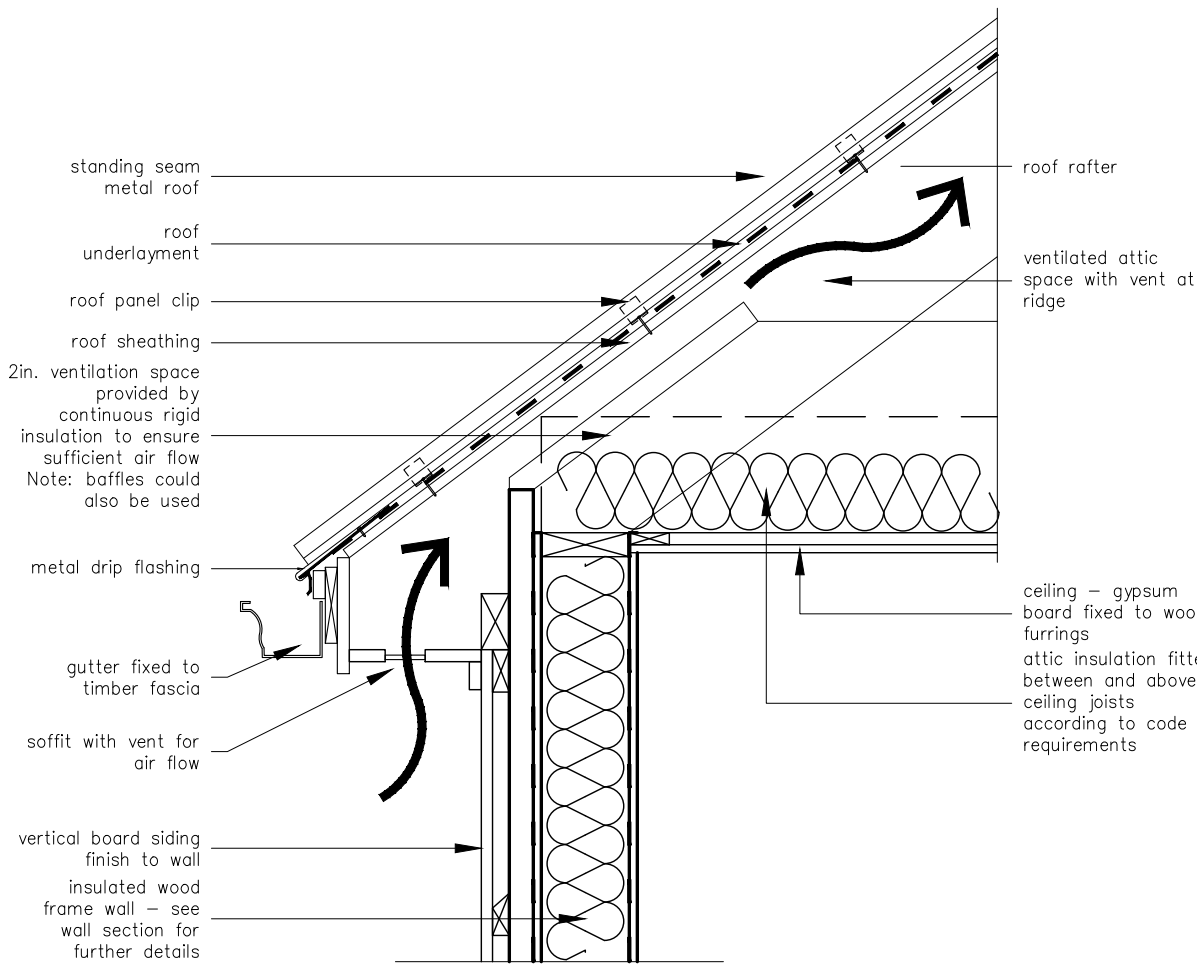 standing seam
metal roof
roof
underlayment
roof panel clip
roof sheathing
2in. ventilation space
provided by
continuous rigid
insulation to ensure
sufficient air flow
Note: baffles could
also be used
metal drip flashing
gutter fixed to
timber fascia
soffit with vent for
air flow
vertical board siding
finish to wall
insulated wood
frame wall – see
wall section for
further details
roof rafter
ventilated attic
space with vent at
ridge
ceiling – gypsum
board fixed to woo
furrings
attic insulation fitte
between and above
ceiling joists
according to code
requirements